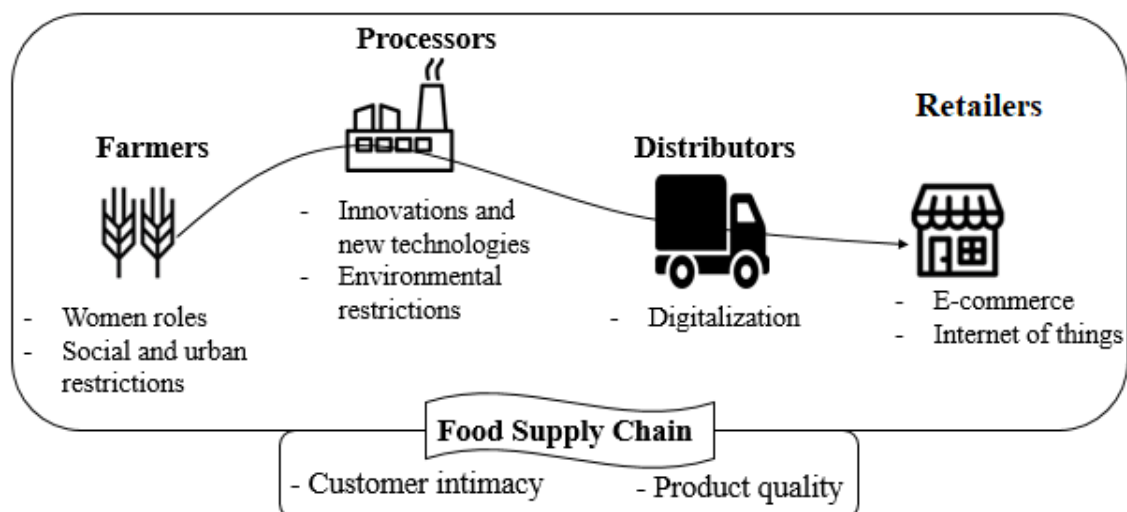 Processors
Retailers
Farmers
Distributors
- Innovations and
new technologies
- Environmental
restrictions
- Women roles
- Social and urban
restrictions
- Digitalization
- E-commerce
- Internet of things
Food Supply Chain
- Customer intimacy
- Product quality